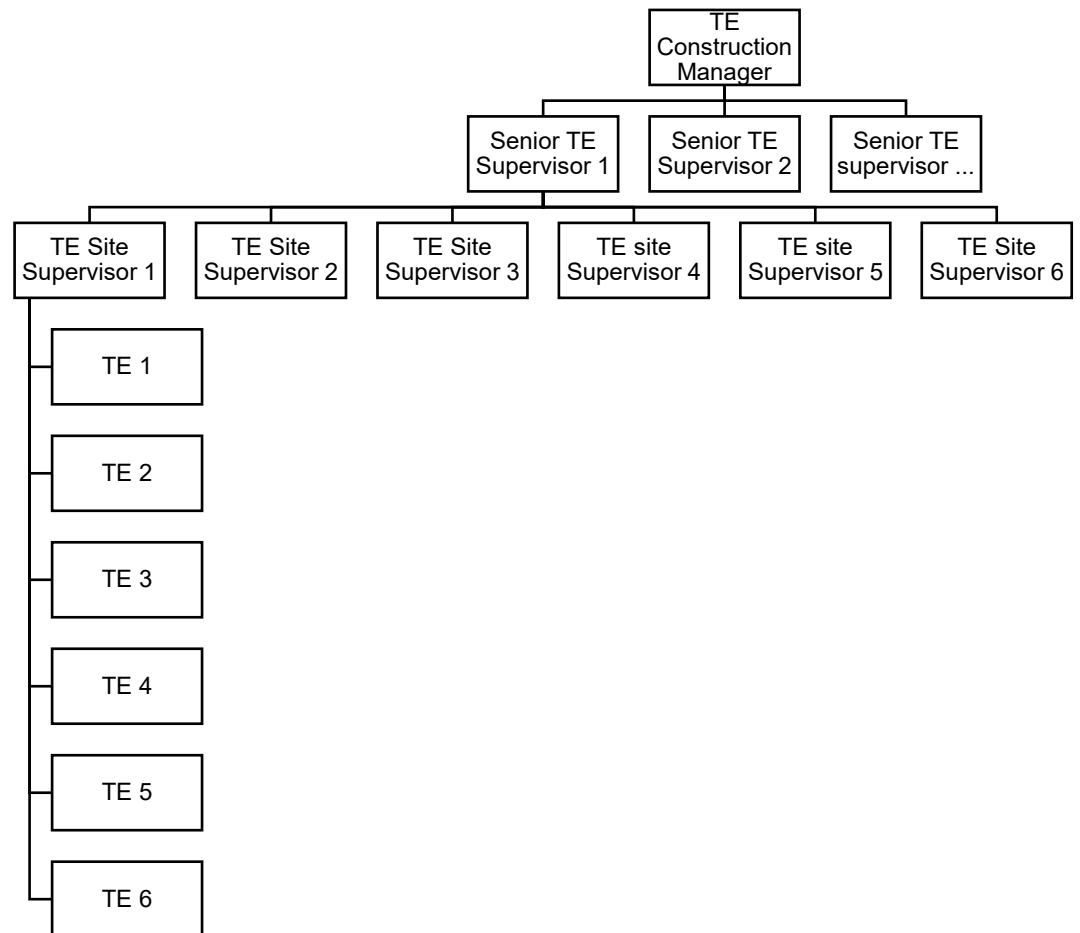 TE
Construction
Manager
Senior TE
Supervisor 1
Senior TE
Supervisor 2
Senior TE
supervisor ...
TE Site
Supervisor 1
TE Site
Supervisor 2
TE Site
Supervisor 3
TE site
Supervisor 4
TE site
Supervisor 5
TE Site
Supervisor 6
TE 1
TE 2
TE 3
TE 4
TE 5
TE 6